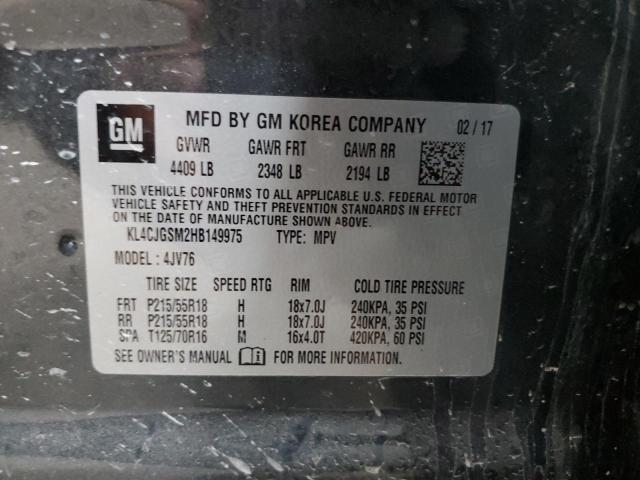 GM
MFD BY GM KOREA COMPANY 02 / 17
GVWR GAWR FRT GAWR RR
4409 LB 2348 LB 2194 LB
THIS VEHICLE CONFORMS TO ALL APPLICABLE U.S. FEDERAL MOTOR
VEHICLE SAFETY AND THEFT PREVENTION STANDARDS IN EFFECT
ON THE DATE OF MANUFACTURE SHOWN ABOVE.
KL4CJGSM2HB149975 TYPE: MPV
MODEL : 4JV76
TIRE SIZE SPEED RTG RIM COLD TIRE PRESSURE
FRT P215/55R18 H 18x7.0J 240KPA, 35 PSI
RR P215/55R18 H 18x7.0J 240KPA, 35 PSI
SPA T125/70R16 M 16x4.0T 420KPA, 60 PSI
SEE OWNER'S MANUAL FOR MORE INFORMATION.